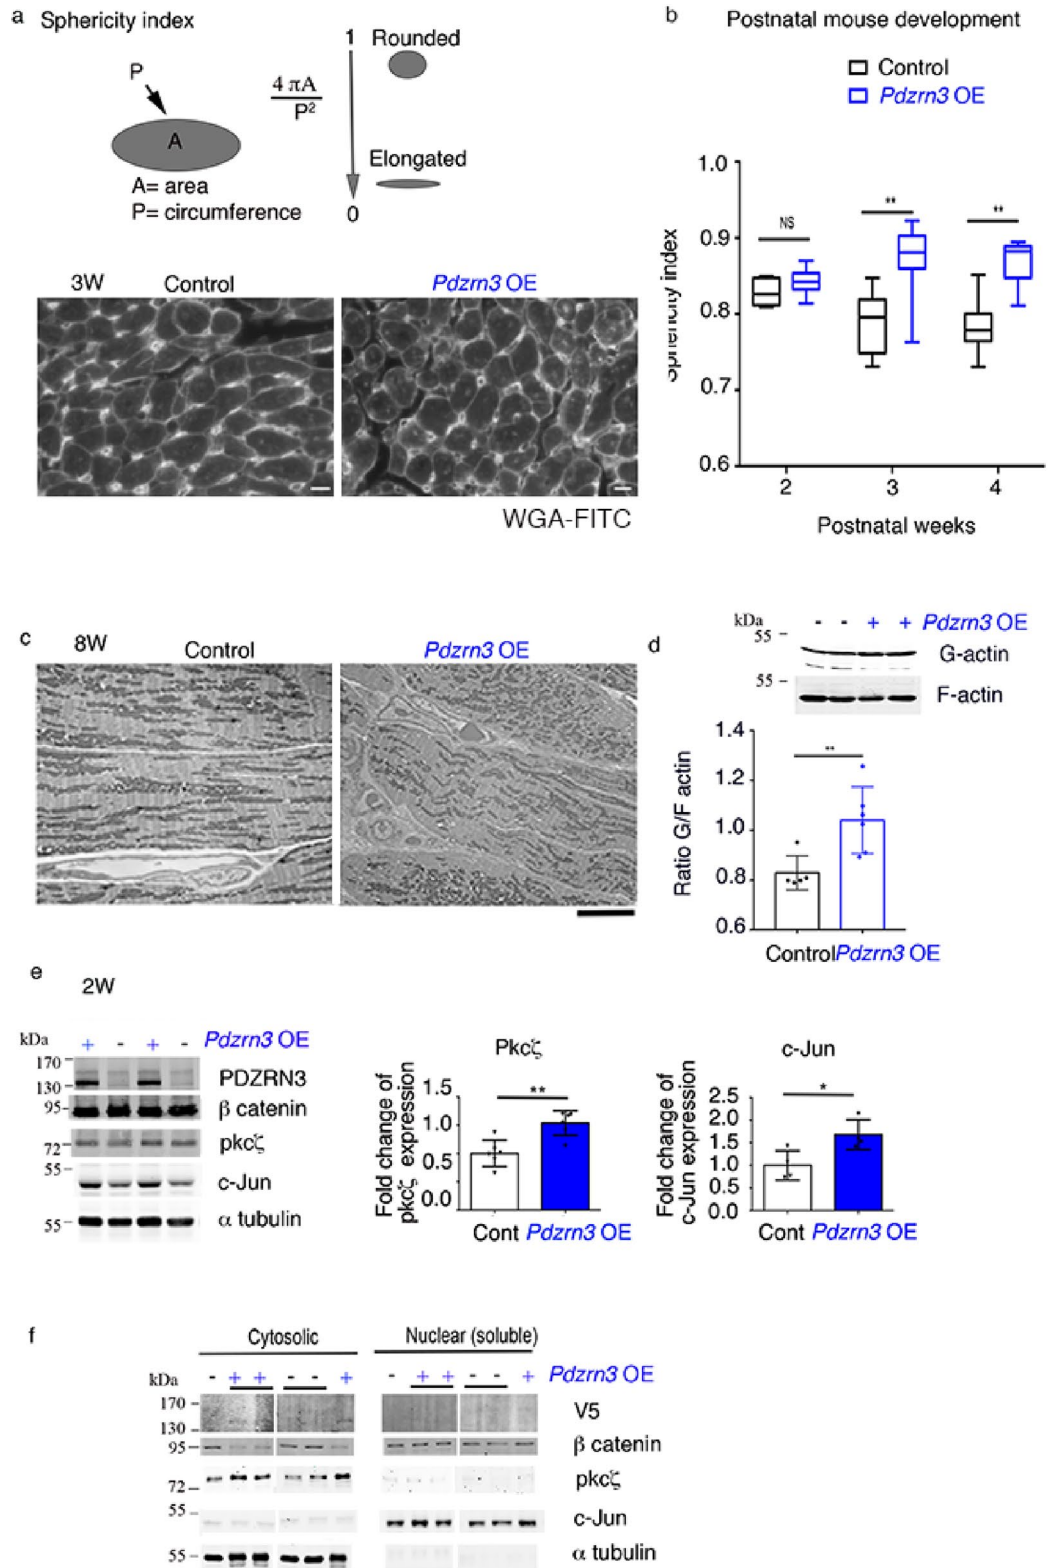 a Sphericity index
P
A
A= area
P= circumference
4 πA
P²
1 Rounded
Elongated
0
3W Control Pdzrn3 OE
WGA-FITC
b Postnatal mouse development
Control
Pdzrn3 OE
Sphericity index
1.0
0.9
0.8
0.7
0.6
NS
**
**
2 3 4
Postnatal weeks
c 8W Control Pdzrn3 OE
d
kDa - - + + Pdzrn3 OE
55 G-actin
55 F-actin
Ratio G/F actin
1.4
1.2
1.0
0.8
0.6
**
Control Pdzrn3 OE
e
2W
kDa + - + - Pdzrn3 OE
170
130 PDZRN3
95 β catenin
72 pkcζ
55 c-Jun
55 α tubulin
Pkcζ
Fold change of
pkcζ expression
1.5
1.0
0.5
0.0
**
Cont Pdzrn3 OE
c-Jun
Fold change of
c-Jun expression
2.5
2.0
1.5
1.0
0.5
0.0
*
Cont Pdzrn3 OE
f
Cytosolic Nuclear (soluble)
kDa - + + - - + - + + - - + Pdzrn3 OE
170
130 V5
95 β catenin
72 pkcζ
55 c-Jun
55 α tubulin